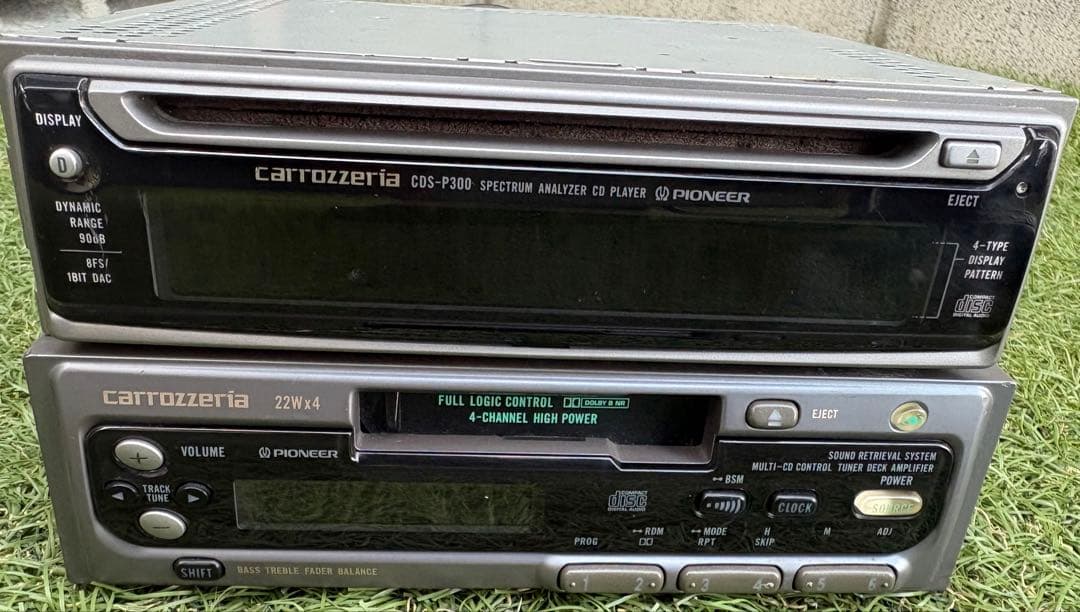 DISPLAY
D
carrozzeria CDS-P300 SPECTRUM ANALYZER CD PLAYER PIONEER
EJECT
DYNAMIC
RANGE
90dB
8FS/
1BIT DAC
4-TYPE
DISPLAY
PATTERN
COMPACT
disc
DIGITAL AUDIO
carrozzeria 22W×4
FULL LOGIC CONTROL DOLBY B NR
4-CHANNEL HIGH POWER
EJECT
+ VOLUME PIONEER
TRACK
TUNE
SOUND RETRIEVAL SYSTEM
MULTI-CD CONTROL TUNER DECK AMPLIFIER
POWER
COMPACT
disc
DIGITAL AUDIO
BSM
CLOCK
SOURCE
PROG
RDM
MODE
RPT
H
SKIP
M
ADJ
SHIFT BASS TREBLE FADER BALANCE
1 2 3 4 5 6